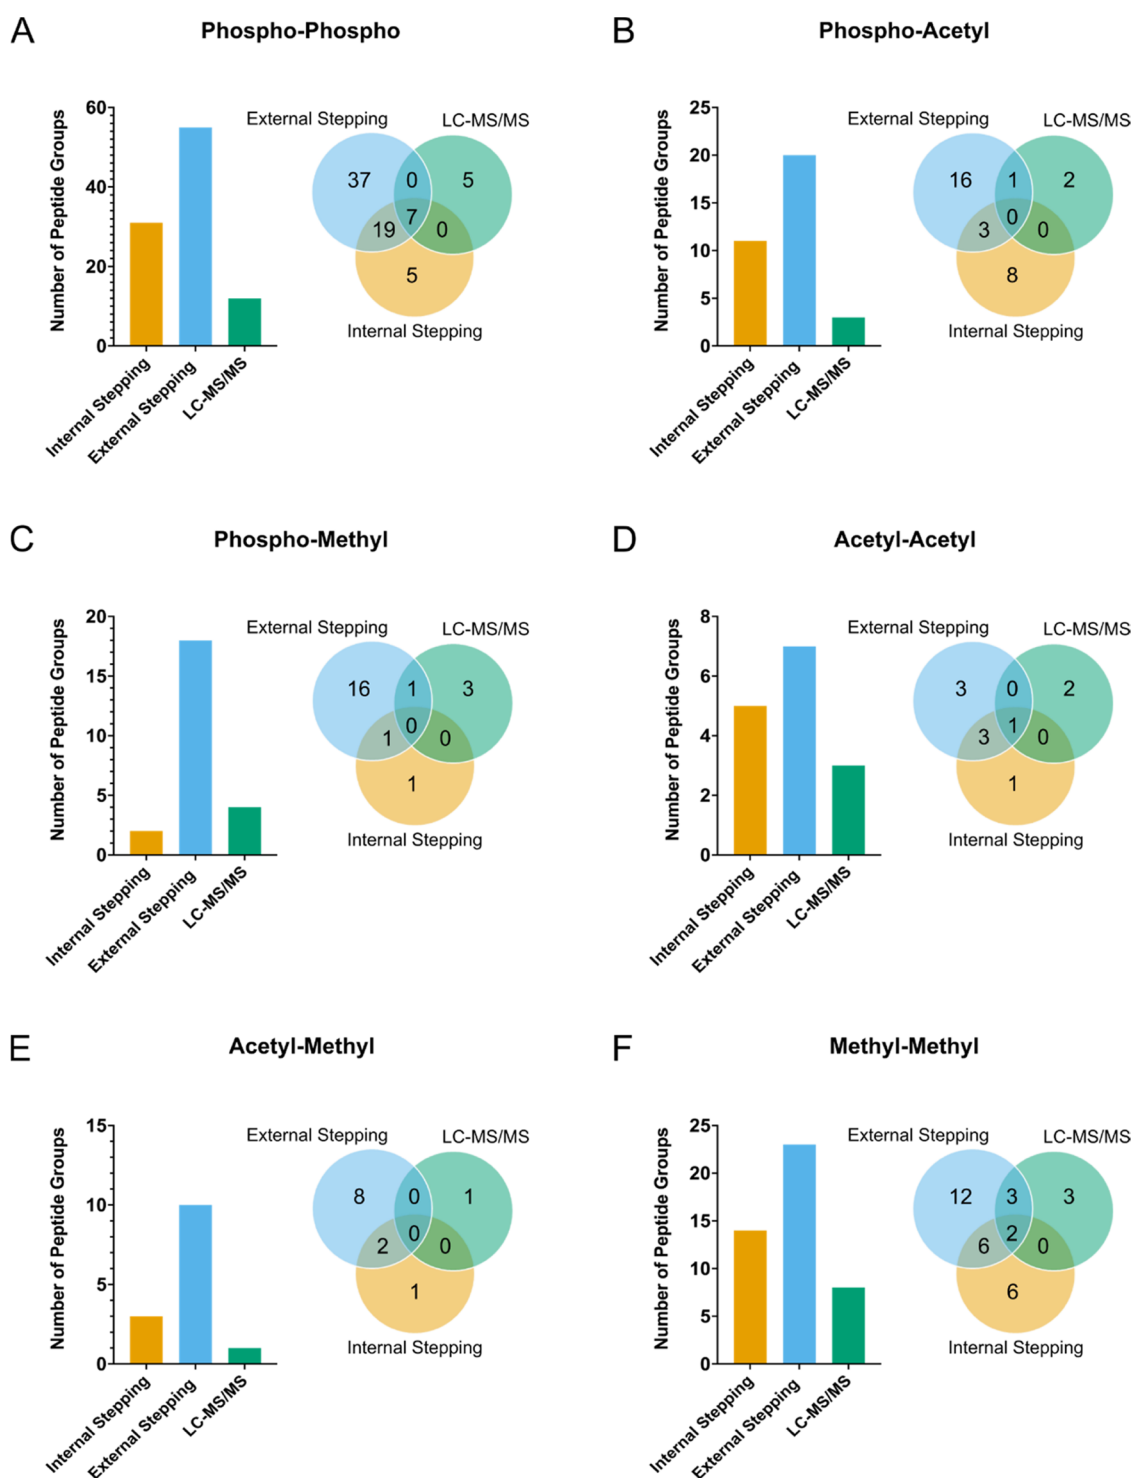 A
Phospho-Phospho
Number of Peptide Groups
60
40
20
0
Internal Stepping
External Stepping
LC-MS/MS
External Stepping
LC-MS/MS
37
0
5
7
19
0
5
Internal Stepping
B
Phospho-Acetyl
Number of Peptide Groups
25
20
15
10
5
0
Internal Stepping
External Stepping
LC-MS/MS
External Stepping
LC-MS/MS
16
1
2
0
3
0
8
Internal Stepping
C
Phospho-Methyl
Number of Peptide Groups
20
15
10
5
0
Internal Stepping
External Stepping
LC-MS/MS
External Stepping
LC-MS/MS
16
1
3
0
1
0
1
Internal Stepping
D
Acetyl-Acetyl
Number of Peptide Groups
8
6
4
2
0
Internal Stepping
External Stepping
LC-MS/MS
External Stepping
LC-MS/MS
3
0
2
1
3
0
1
Internal Stepping
E
Acetyl-Methyl
Number of Peptide Groups
15
10
5
0
Internal Stepping
External Stepping
LC-MS/MS
External Stepping
LC-MS/MS
8
0
1
0
2
0
1
Internal Stepping
F
Methyl-Methyl
Number of Peptide Groups
25
20
15
10
5
0
Internal Stepping
External Stepping
LC-MS/MS
External Stepping
LC-MS/MS
12
3
3
2
6
0
6
Internal Stepping